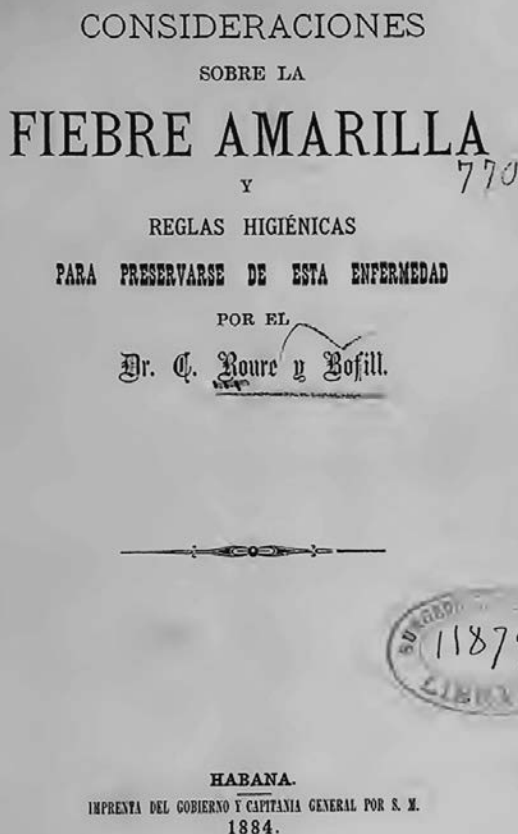 CONSIDERACIONES
SOBRE LA
FIEBRE AMARILLA
770
Y
REGLAS HIGIÉNICAS
PARA PRESERVARSE DE ESTA ENFERMEDAD
POR EL
Dr. C. Roure y Bofill.
1187
HABANA.
IMPRENTA DEL GOBIERNO Y CAPITANIA GENERAL POR S. M.
1884.